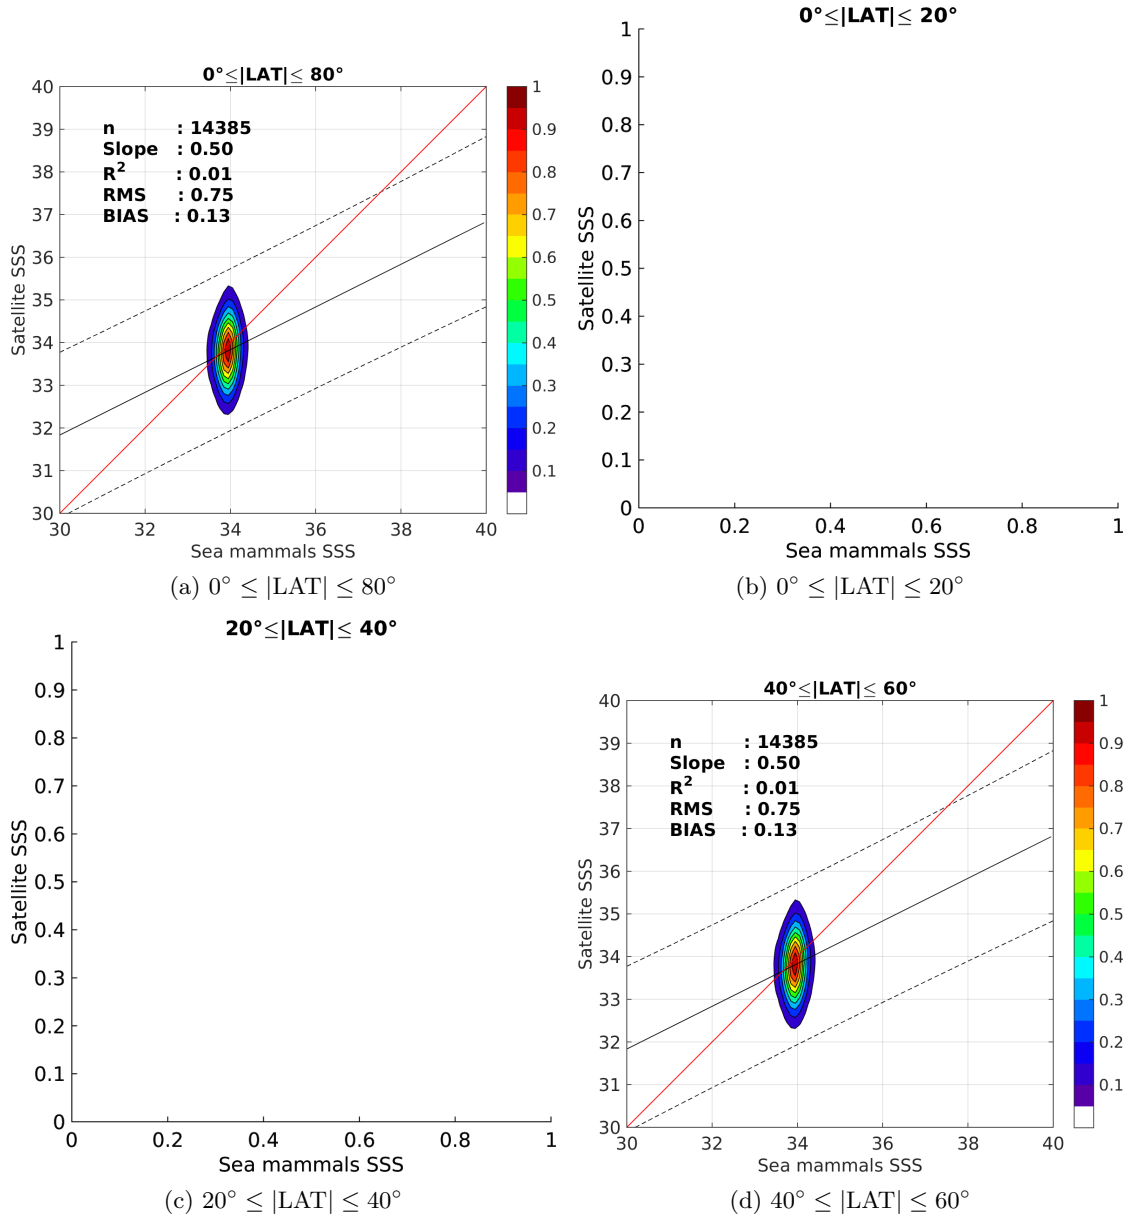 0°≤|LAT|≤ 80°
40
39
38
37
36
35
34
33
32
31
30
Satellite SSS
n : 14385
Slope : 0.50
R² : 0.01
RMS : 0.75
BIAS : 0.13
30 32 34 36 38 40
Sea mammals SSS
1
0.9
0.8
0.7
0.6
0.5
0.4
0.3
0.2
0.1
(a) 0° ≤ |LAT| ≤ 80°
0°≤|LAT|≤ 20°
1
0.9
0.8
0.7
0.6
0.5
0.4
0.3
0.2
0.1
0
Satellite SSS
0 0.2 0.4 0.6 0.8 1
Sea mammals SSS
(b) 0° ≤ |LAT| ≤ 20°
20°≤|LAT|≤ 40°
1
0.9
0.8
0.7
0.6
0.5
0.4
0.3
0.2
0.1
0
Satellite SSS
0 0.2 0.4 0.6 0.8 1
Sea mammals SSS
(c) 20° ≤ |LAT| ≤ 40°
40°≤|LAT|≤ 60°
40
39
38
37
36
35
34
33
32
31
30
Satellite SSS
n : 14385
Slope : 0.50
R² : 0.01
RMS : 0.75
BIAS : 0.13
30 32 34 36 38 40
Sea mammals SSS
1
0.9
0.8
0.7
0.6
0.5
0.4
0.3
0.2
0.1
(d) 40° ≤ |LAT| ≤ 60°